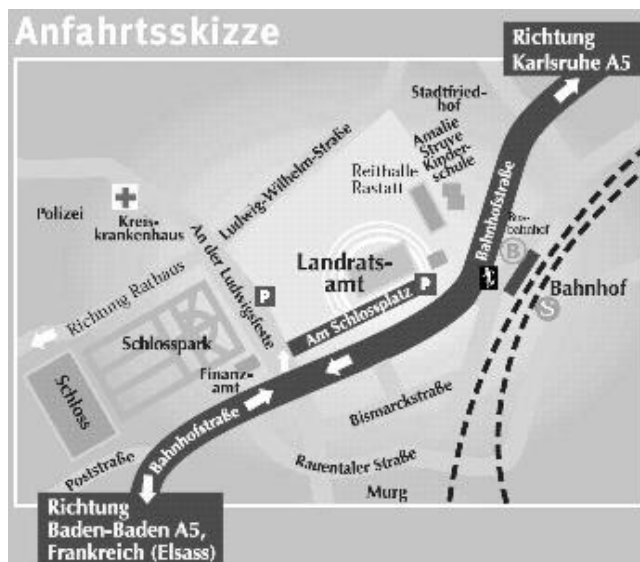 Anfahrtsskizze
Richtung
Karlsruhe A5
Stadtfried-
hof
Amalie
Struve
Kinder-
schule
Reithalle
Rastatt
Ludwig-Wilhelm-Straße
Bahnhofstraße
Polizei
Kreis-
krankenhaus
An der Ludwigsfeste
Bus-
bahnhof
B
Landrats-
amt
P
P
Bahnhof
S
Richnung Rathaus
Am Schlossplatz
Schlosspark
Schloss
Finanz-
amt
Bismarckstraße
Bahnhofstraße
Poststraße
Rauentaler Straße
Murg
Richtung
Baden-Baden A5,
Frankreich (Elsass)